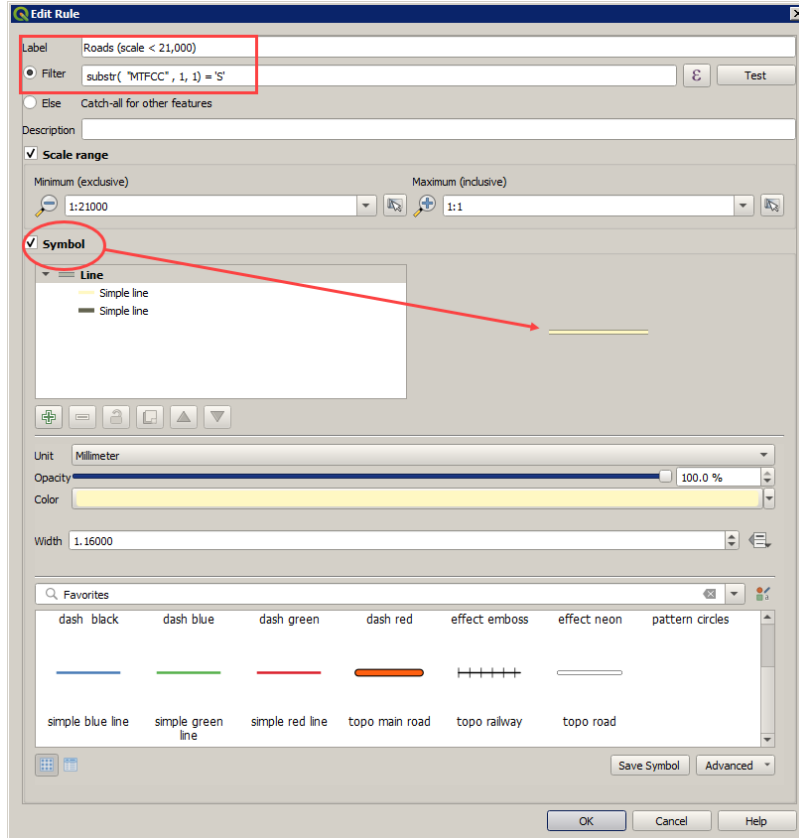 Edit Rule
Label Roads (scale < 21,000)
Filter substr( "MTFCC" , 1, 1) = 'S' ε Test
Else Catch-all for other features
Description
Scale range
Minimum (exclusive) Maximum (inclusive)
1:21000 1:1
Symbol
Line
Simple line
Simple line
Unit Millimeter
Opacity 100.0 %
Color
Width 1.16000
Favorites
dash black dash blue dash green dash red effect emboss effect neon pattern circles
simple blue line simple green line simple red line topo main road topo railway topo road
Save Symbol Advanced
OK Cancel Help